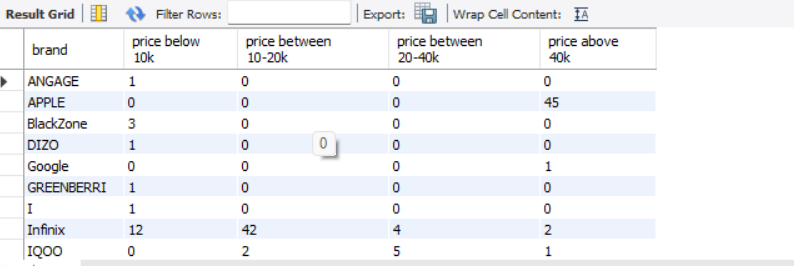 Result Grid Filter Rows: Export: Wrap Cell Content: IA
brand price below 10k price between 10-20k price between 20-40k price above 40k
ANGAGE 1 0 0 0
APPLE 0 0 0 45
BlackZone 3 0 0 0
DIZO 1 0 0 0 0
Google 0 0 0 1
GREENBERRI 1 0 0 0
I 1 0 0 0
Infinix 12 42 4 2
IQOO 0 2 5 1